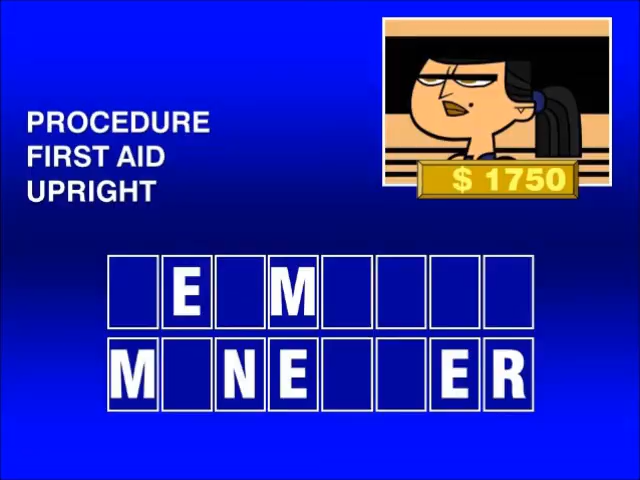 PROCEDURE
FIRST AID
UPRIGHT
$ 1750
E M
M NE ER